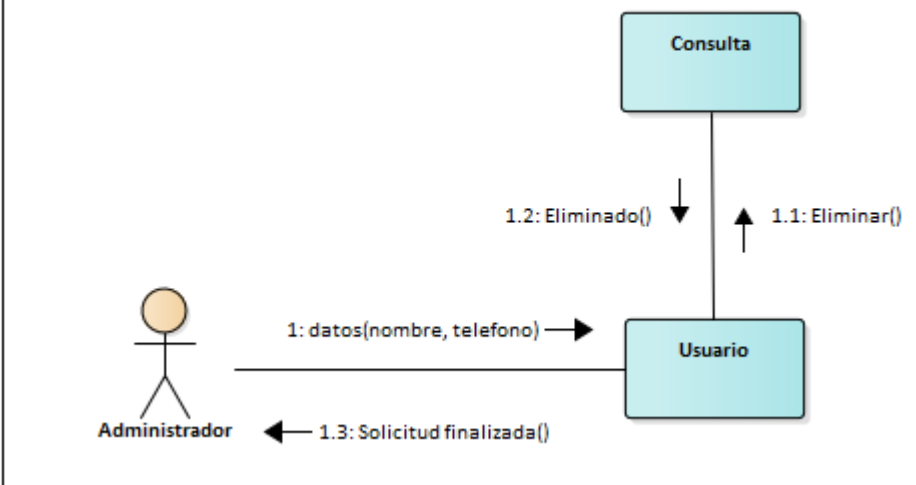 Consulta
1.2: Eliminado()
1.1: Eliminar()
1: datos(nombre, telefono)
Usuario
Administrador
1.3: Solicitud finalizada()